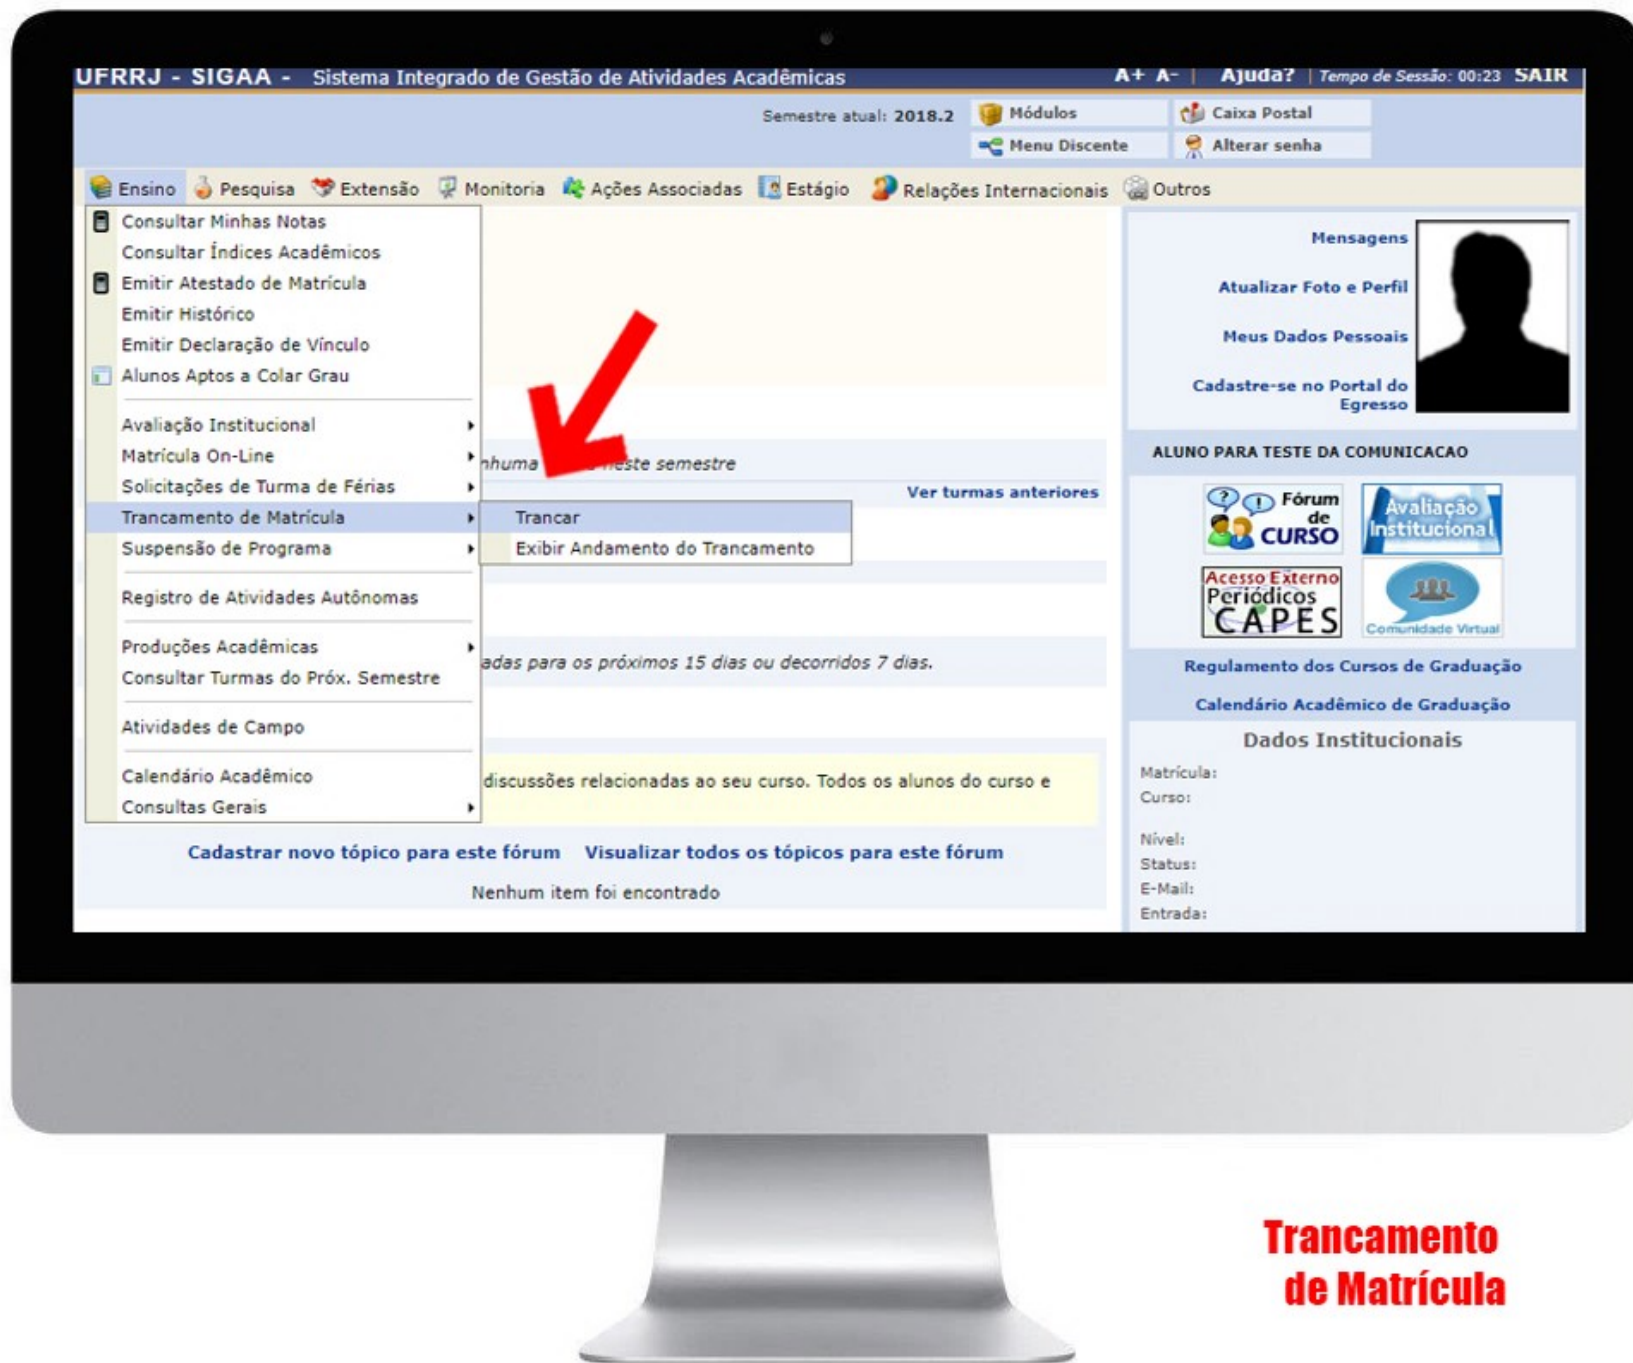 UFRRJ - SIGAA - Sistema Integrado de Gestão de Atividades Acadêmicas
A+ A- | Ajuda? | Tempo de Sessão: 00:23 SAIR
Semestre atual: 2018.2
Módulos
Caixa Postal
Menu Discente
Alterar senha
Ensino Pesquisa Extensão Monitoria Ações Associadas Estágio Relações Internacionais Outros
Consultar Minhas Notas
Consultar Índices Acadêmicos
Emitir Atestado de Matrícula
Emitir Histórico
Emitir Declaração de Vínculo
Alunos Aptos a Colar Grau
Avaliação Institucional
Matrícula On-Line
Solicitações de Turma de Férias
Trancamento de Matrícula
Suspensão de Programa
Registro de Atividades Autônomas
Produções Acadêmicas
Consultar Turmas do Próx. Semestre
Atividades de Campo
Calendário Acadêmico
Consultas Gerais
Trancar
Exibir Andamento do Trancamento
neste semestre
Ver turmas anteriores
para os próximos 15 dias ou decorridos 7 dias.
discussões relacionadas ao seu curso. Todos os alunos do curso e
Cadastrar novo tópico para este fórum Visualizar todos os tópicos para este fórum
Nenhum item foi encontrado
Mensagens
Atualizar Foto e Perfil
Meus Dados Pessoais
Cadastre-se no Portal do
Egresso
ALUNO PARA TESTE DA COMUNICACAO
Fórum
de
CURSO
Avaliação
Institucional
Acesso Externo
Periódicos
CAPES
Comunidade Virtual
Regulamento dos Cursos de Graduação
Calendário Acadêmico de Graduação
Dados Institucionais
Matrícula:
Curso:
Nível:
Status:
E-Mail:
Entrada:
Trancamento
de Matrícula